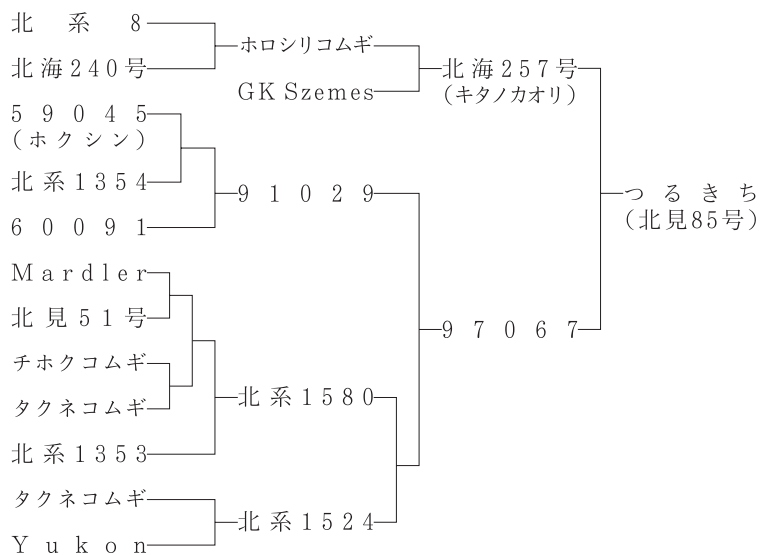 北系8
北海240号
ホロシリコムギ
GK Szemes
北海257号
(キタノカオリ)
59045
(ホクシン)
北系1354
60091
91029
つるきち
(北見85号)
Mardler
北見51号
チホクコムギ
タクネコムギ
北系1353
北系1580
97067
タクネコムギ
Yukon
北系1524